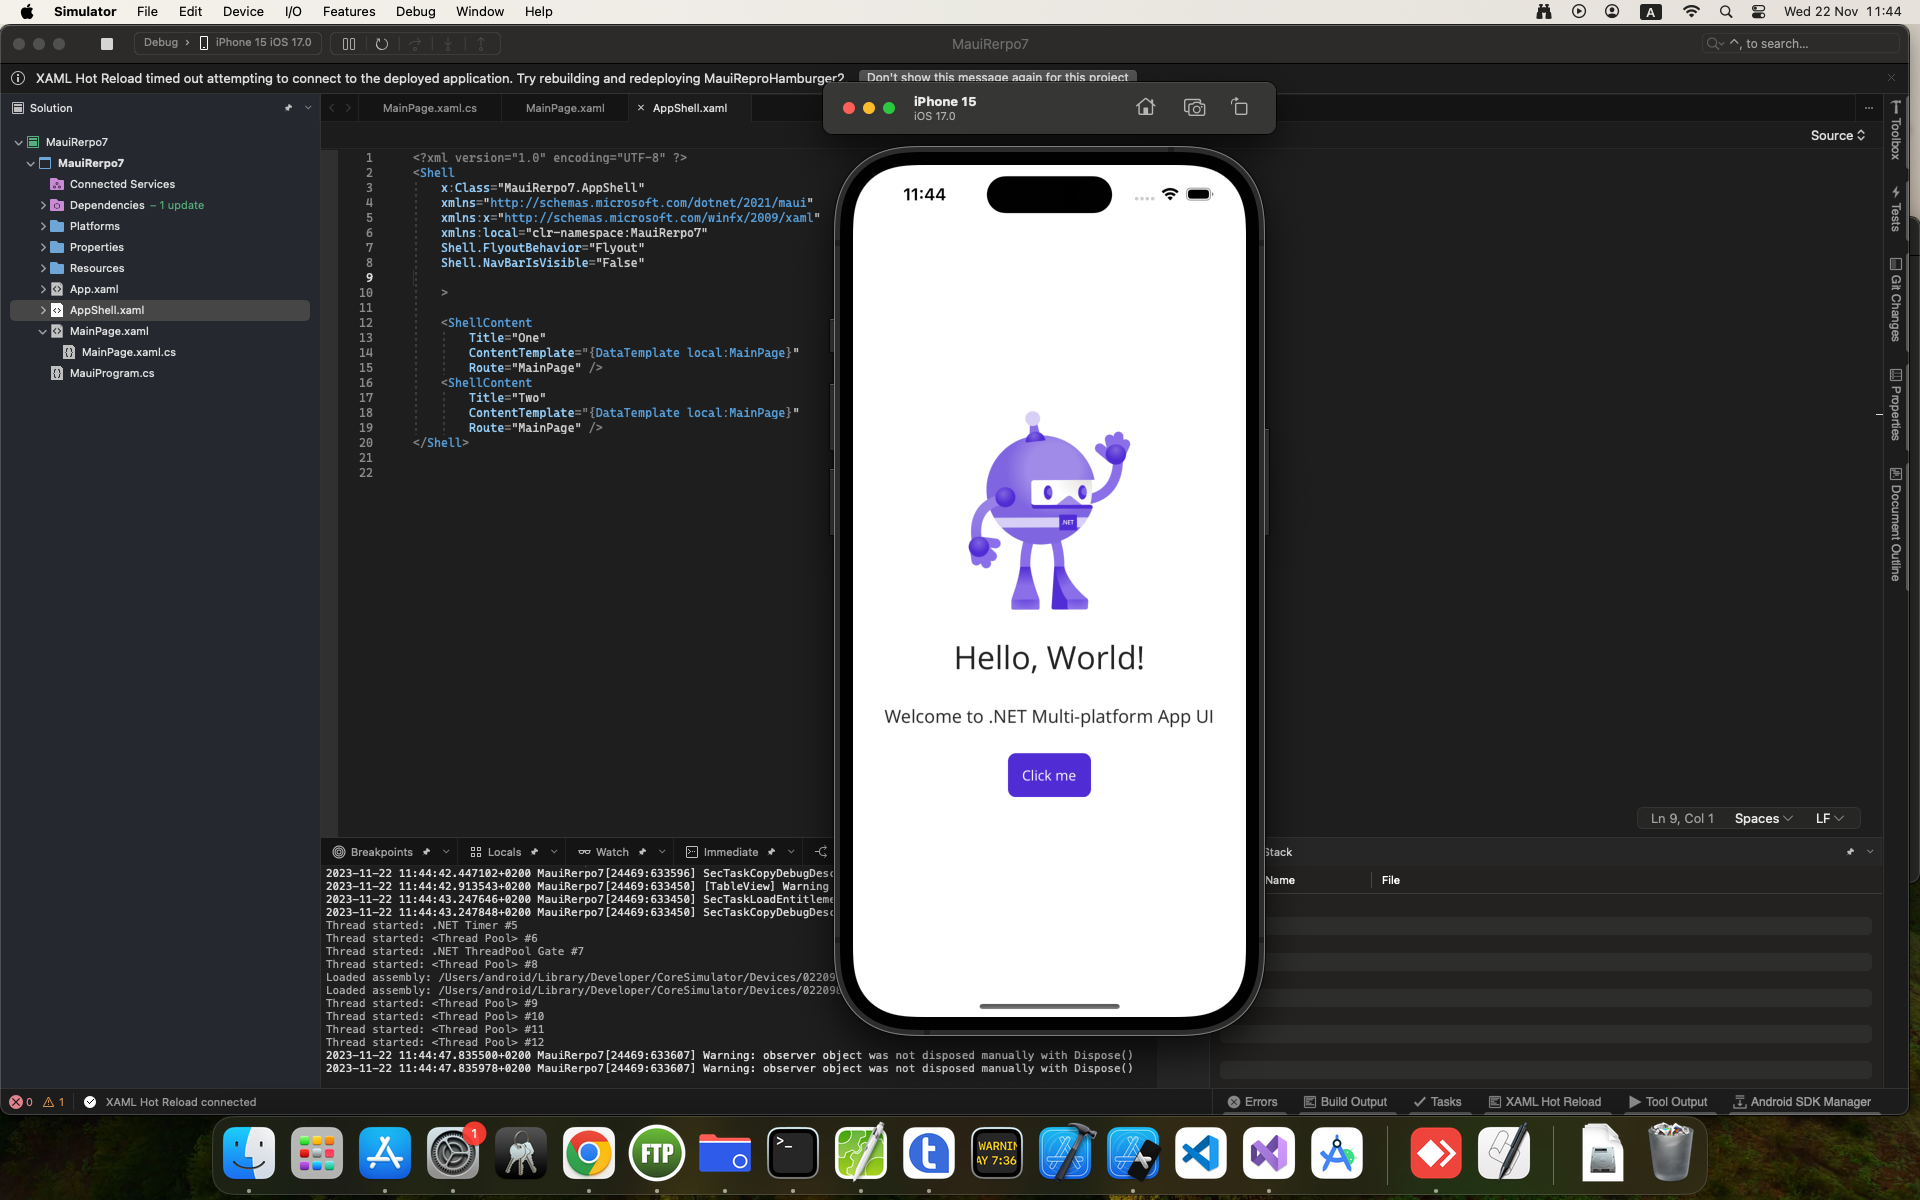 Simulator File Edit Device I/O Features Debug Window Help A Wed 22 Nov 11:44
Debug › iPhone 15 iOS 17.0 MauiRerpo7 ^, to search...
XAML Hot Reload timed out attempting to connect to the deployed application. Try rebuilding and redeploying MauiReproHamburger2. Don't show this message again for this project
Solution
MauiRerpo7
MauiRerpo7
Connected Services
Dependencies – 1 update
Platforms
Properties
Resources
App.xaml
AppShell.xaml
MainPage.xaml
MainPage.xaml.cs
MauiProgram.cs
MainPage.xaml.cs MainPage.xaml × AppShell.xaml
Source
1 <?xml version="1.0" encoding="UTF-8" ?>
2 <Shell
3 x:Class="MauiRerpo7.AppShell"
4 xmlns="http://schemas.microsoft.com/dotnet/2021/maui"
5 xmlns:x="http://schemas.microsoft.com/winfx/2009/xaml"
6 xmlns:local="clr-namespace:MauiRerpo7"
7 Shell.FlyoutBehavior="Flyout"
8 Shell.NavBarIsVisible="False"
9
10 >
11
12 <ShellContent
13 Title="One"
14 ContentTemplate="{DataTemplate local:MainPage}"
15 Route="MainPage" />
16 <ShellContent
17 Title="Two"
18 ContentTemplate="{DataTemplate local:MainPage}"
19 Route="MainPage" />
20 </Shell>
21
22
iPhone 15
iOS 17.0
11:44
.NET
Hello, World!
Welcome to .NET Multi-platform App UI
Click me
Toolbox
Tests
Git Changes
Properties
Document Outline
Ln 9, Col 1 Spaces LF
Breakpoints Locals Watch Immediate
2023-11-22 11:44:42.447102+0200 MauiRerpo7[24469:633596] SecTaskCopyDebugDesc
2023-11-22 11:44:42.913543+0200 MauiRerpo7[24469:633450] [TableView] Warning
2023-11-22 11:44:43.247646+0200 MauiRerpo7[24469:633450] SecTaskLoadEntitleme
2023-11-22 11:44:43.247848+0200 MauiRerpo7[24469:633450] SecTaskCopyDebugDesc
Thread started: .NET Timer #5
Thread started: <Thread Pool> #6
Thread started: .NET ThreadPool Gate #7
Thread started: <Thread Pool> #8
Loaded assembly: /Users/android/Library/Developer/CoreSimulator/Devices/02209
Loaded assembly: /Users/android/Library/Developer/CoreSimulator/Devices/02209
Thread started: <Thread Pool> #9
Thread started: <Thread Pool> #10
Thread started: <Thread Pool> #11
Thread started: <Thread Pool> #12
2023-11-22 11:44:47.835500+0200 MauiRerpo7[24469:633607] Warning: observer object was not disposed manually with Dispose()
2023-11-22 11:44:47.835978+0200 MauiRerpo7[24469:633607] Warning: observer object was not disposed manually with Dispose()
Stack
Name File
0 1 XAML Hot Reload connected
Errors Build Output Tasks XAML Hot Reload Tool Output Android SDK Manager
1
FTP
WARNIN
AY 7:36